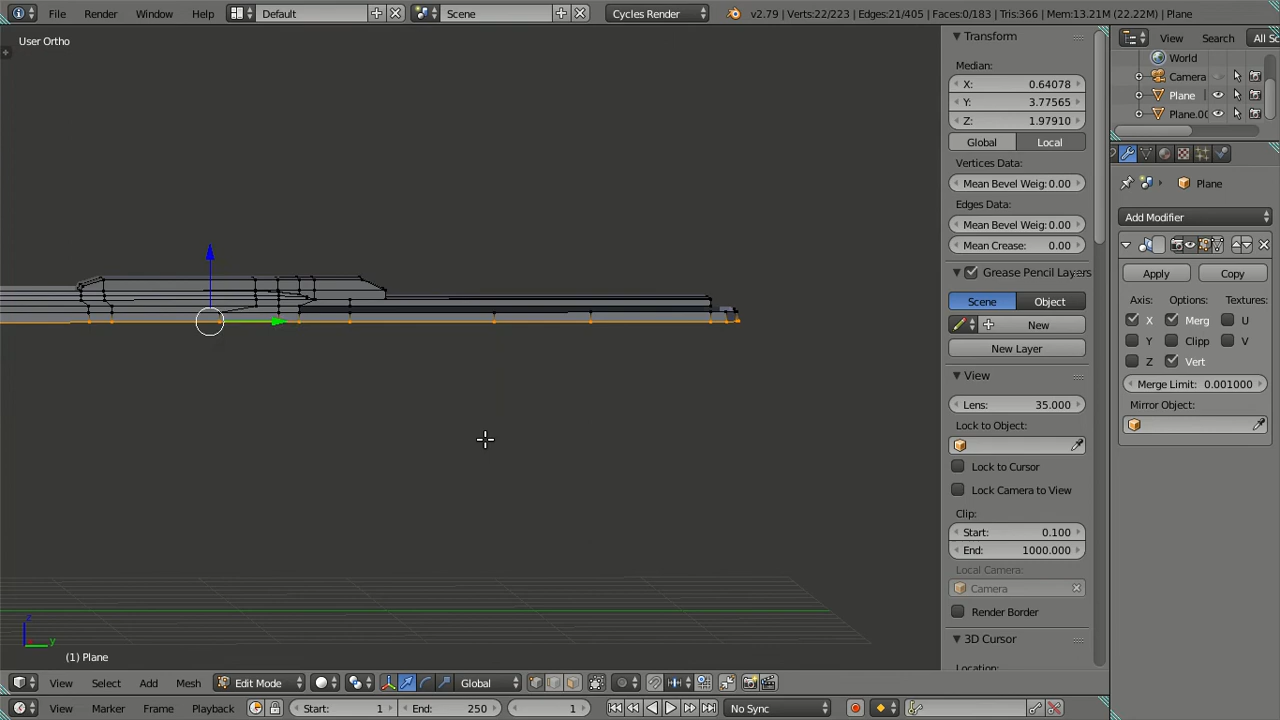 File Render Window Help Default Scene Cycles Render v2.79 | Verts:22/223 | Edges:21/405 | Faces:0/183 | Tris:366 | Mem:13.21M (22.22M) | Plane
User Ortho
Transform
Median:
X: 0.64078
Y: 3.77565
Z: 1.97910
Global Local
Vertices Data:
Mean Bevel Weig: 0.00
Edges Data:
Mean Bevel Weig: 0.00
Mean Crease: 0.00
Grease Pencil Layers
Scene Object
New
New Layer
View
Lens: 35.000
Lock to Object:
Lock to Cursor
Lock Camera to View
Clip:
Start: 0.100
End: 1000.000
Local Camera:
Camera
Render Border
3D Cursor
Location:
View Search All Sc
World
Camera
Plane
Plane.00
Plane
Add Modifier
Apply Copy
Axis: Options: Textures:
X Merg U
Y Clipp V
Z Vert
Merge Limit: 0.001000
Mirror Object:
z
y
(1) Plane
View Select Add Mesh Edit Mode Global
View Marker Frame Playback Start: 1 End: 250 1 No Sync